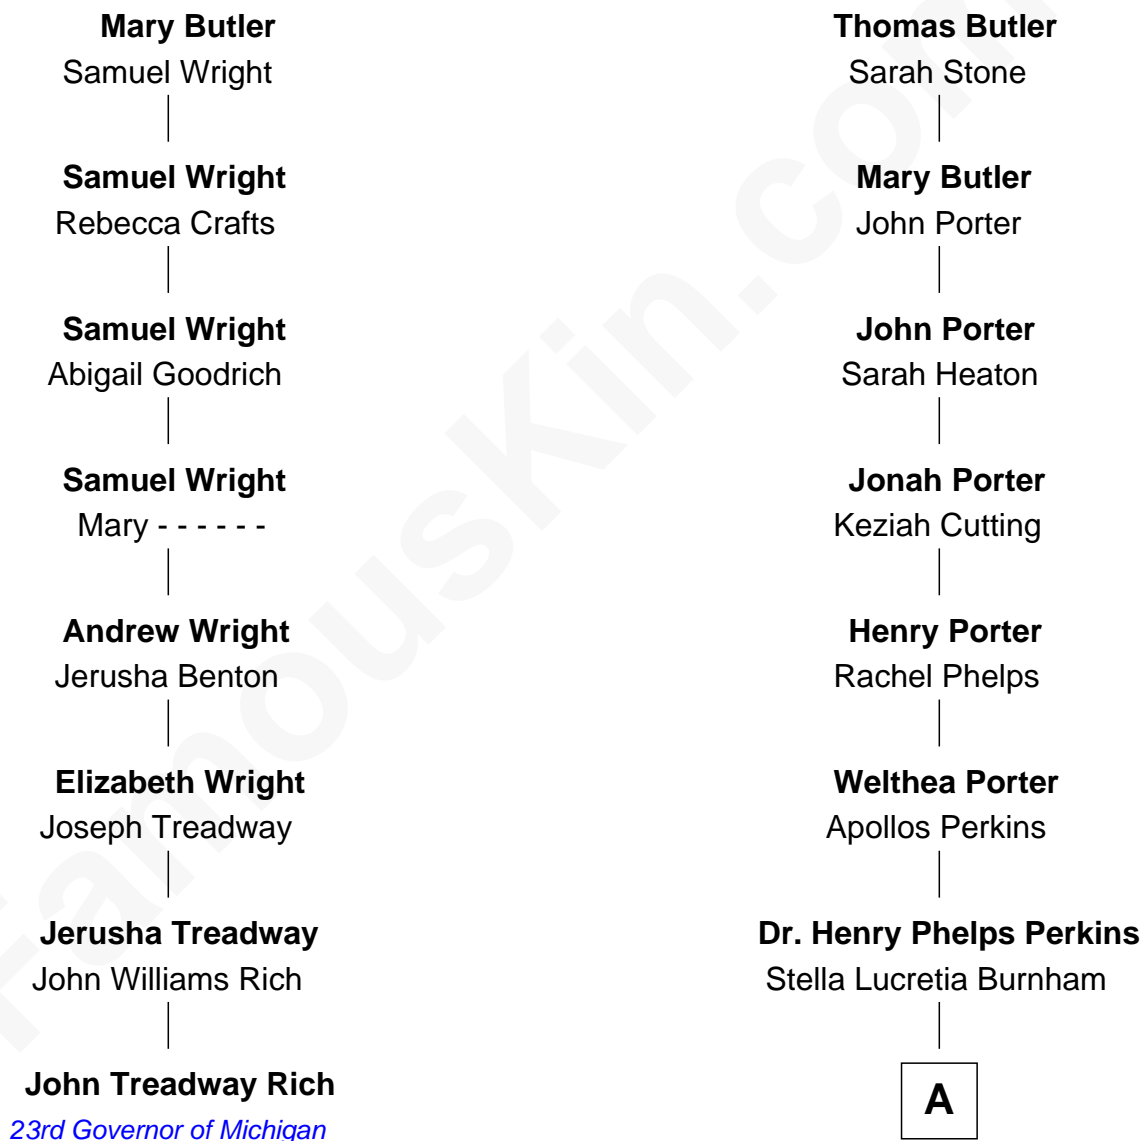 Mary Butler
Samuel Wright
Samuel Wright
Rebecca Crafts
Samuel Wright
Abigail Goodrich
Samuel Wright
Mary - - - - - -
Andrew Wright
Jerusha Benton
Elizabeth Wright
Joseph Treadway
Jerusha Treadway
John Williams Rich
John Treadway Rich
23rd Governor of Michigan
Thomas Butler
Sarah Stone
Mary Butler
John Porter
John Porter
Sarah Heaton
Jonah Porter
Keziah Cutting
Henry Porter
Rachel Phelps
Welthea Porter
Apollos Perkins
Dr. Henry Phelps Perkins
Stella Lucretia Burnham
A
FamousKin.com